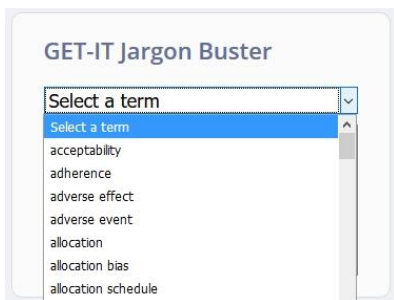 GET-IT Jargon Buster
Select a term
Select a term
acceptability
adherence
adverse effect
adverse event
allocation
allocation bias
allocation schedule